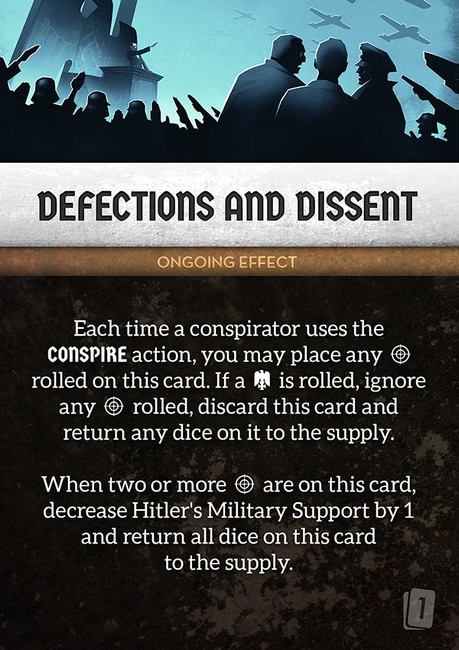 DEFECTIONS AND DISSENT
ONGOING EFFECT
Each time a conspirator uses the
CONSPIRE action, you may place any
rolled on this card. If a is rolled, ignore
any rolled, discard this card and
return any dice on it to the supply.
When two or more are on this card,
decrease Hitler's Military Support by 1
and return all dice on this card
to the supply.
1